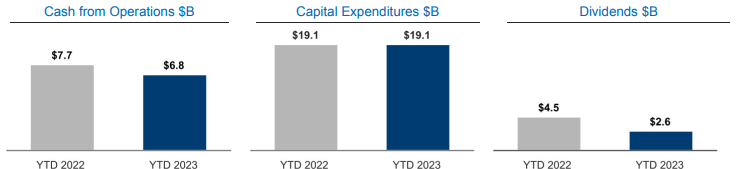 Cash from Operations $B
$7.7
$6.8
YTD 2022
YTD 2023
Capital Expenditures $B
$19.1
$19.1
YTD 2022
YTD 2023
Dividends $B
$4.5
$2.6
YTD 2022
YTD 2023